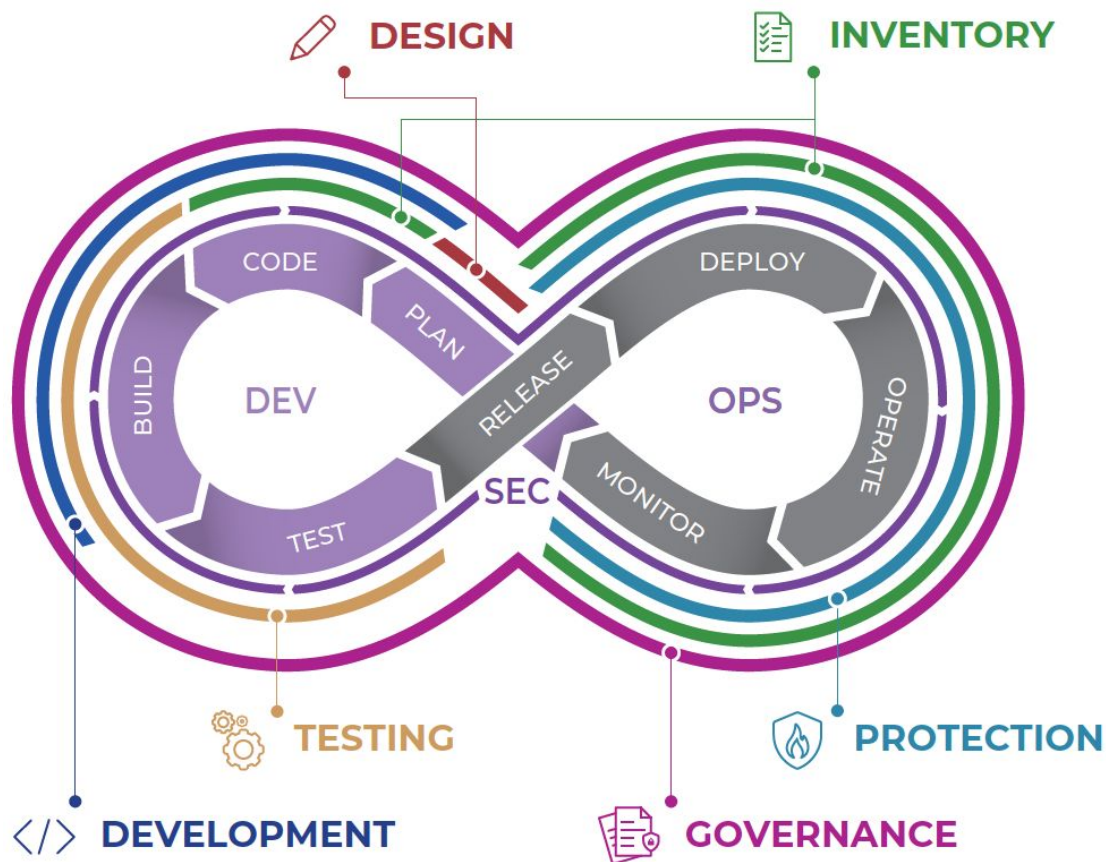 DESIGN
INVENTORY
CODE
DEPLOY
PLAN
BUILD
DEV
RELEASE
OPS
OPERATE
SEC
MONITOR
TEST
TESTING
PROTECTION
</> DEVELOPMENT
GOVERNANCE